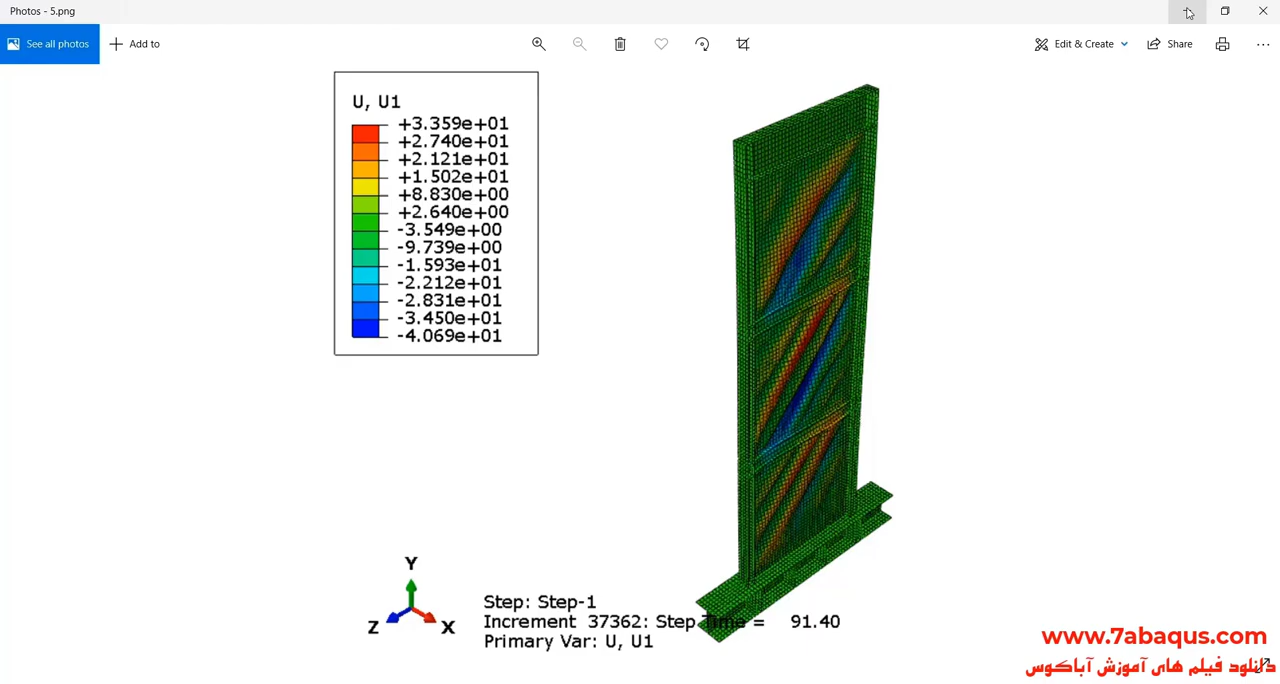 Photos - 5.png
See all photos
Add to
Edit & Create
Share
U, U1
+3.359e+01
+2.740e+01
+2.121e+01
+1.502e+01
+8.830e+00
+2.640e+00
-3.549e+00
-9.739e+00
-1.593e+01
-2.212e+01
-2.831e+01
-3.450e+01
-4.069e+01
Y
Z
X
Step: Step-1
Increment 37362: Step Time = 91.40
Primary Var: U, U1
www.7abaqus.com
دانلود فیلم های آموزش آباکوس